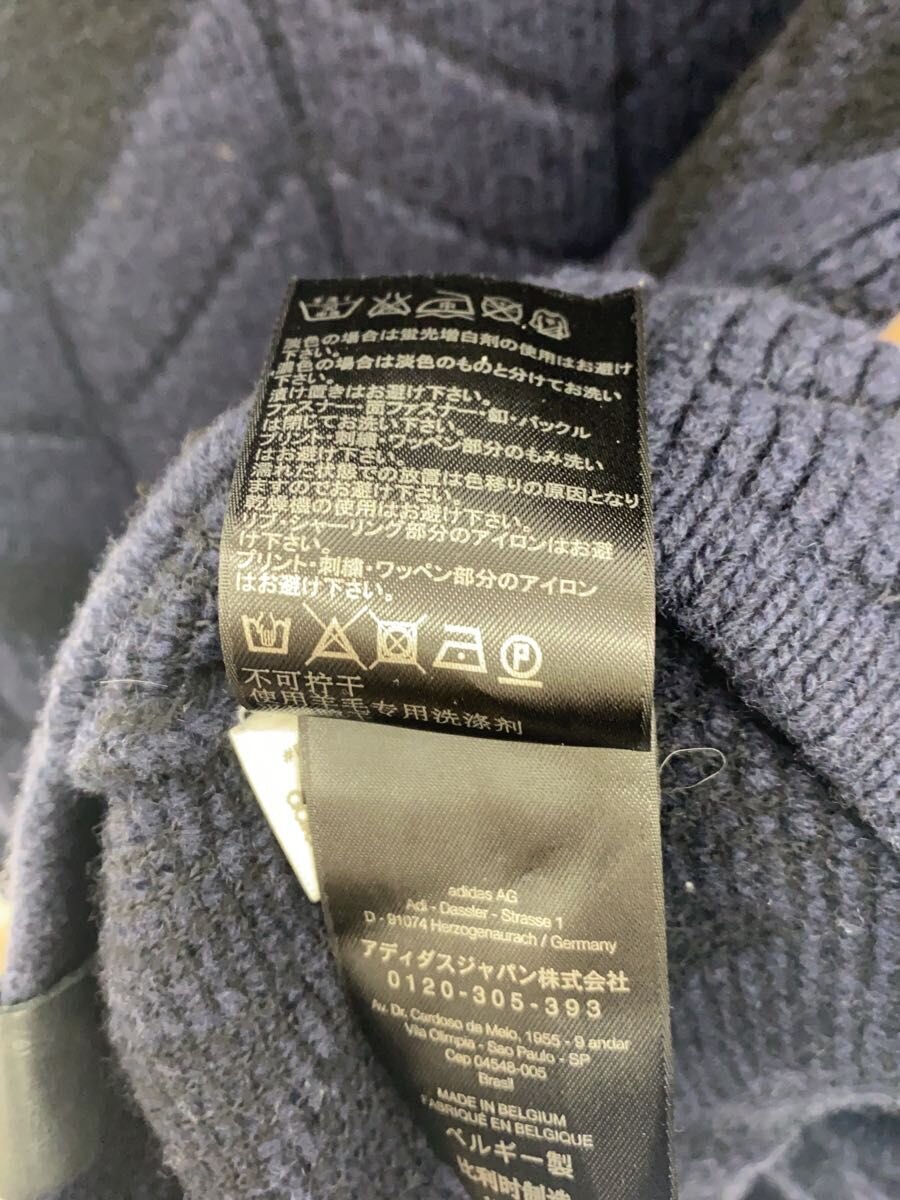 淡色の場合は蛍光増白剤の使用はお避け
下さい。
濃色の場合は淡色のものと分けてお洗い
下さい。
漬け置きはお避け下さい。
ファスナー部ファスナー・釦・バックル
は閉じてお洗い下さい。
プリント・刺繍・ワッペン部分のもみ洗い
はお避け下さい。
濡れた状態での放置は色移りの原因となり
ますのでお避け下さい。
乾燥機の使用はお避け下さい。
リブ・シャーリング部分のアイロンはお避
け下さい。
プリント・刺繍・ワッペン部分のアイロン
はお避け下さい。
P
不可拧干
使用羊毛专用洗涤剂
adidas AG
Adi - Dassler - Strasse 1
D - 91074 Herzogenaurach / Germany
アディダスジャパン株式会社
0120-305-393
Av. Dr. Cardoso de Melo, 1955 - 9 andar
Vila Olimpia - Sao Paulo - SP
Cep 04548-005
Brasil
MADE IN BELGIUM
FABRIQUÉ EN BELGIQUE
ベルギー製
比利时制造